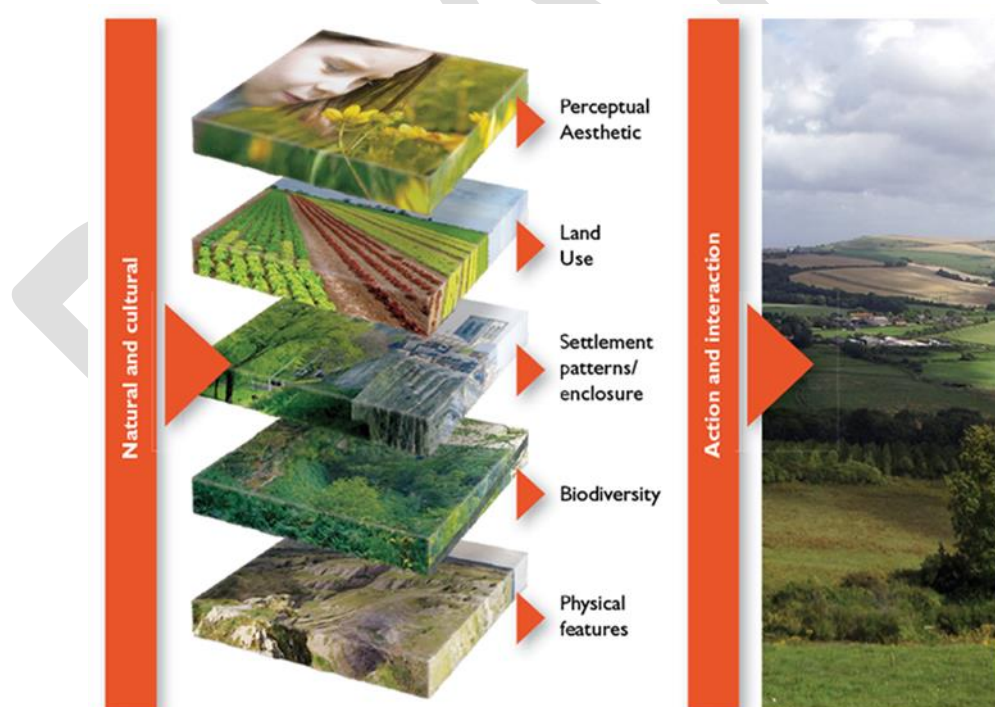 Natural and cultural
Perceptual
Aesthetic
Land
Use
Settlement
patterns/
enclosure
Biodiversity
Physical
features
Action and interaction